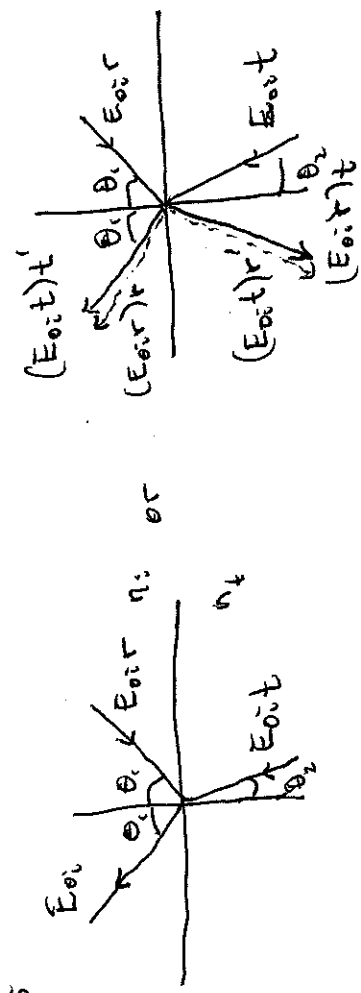 E₀ᵢ
θᵢ
θᵢ
E₀ᵢr
nᵢ
nₜ
E₀ᵢt
θ₂
or
(E₀ᵢt)t'
(E₀ᵢr)r
θᵢ
θᵢ
E₀ᵢr
(E₀ᵢt)r'
(E₀ᵢr)t
E₀ᵢt
θ₂